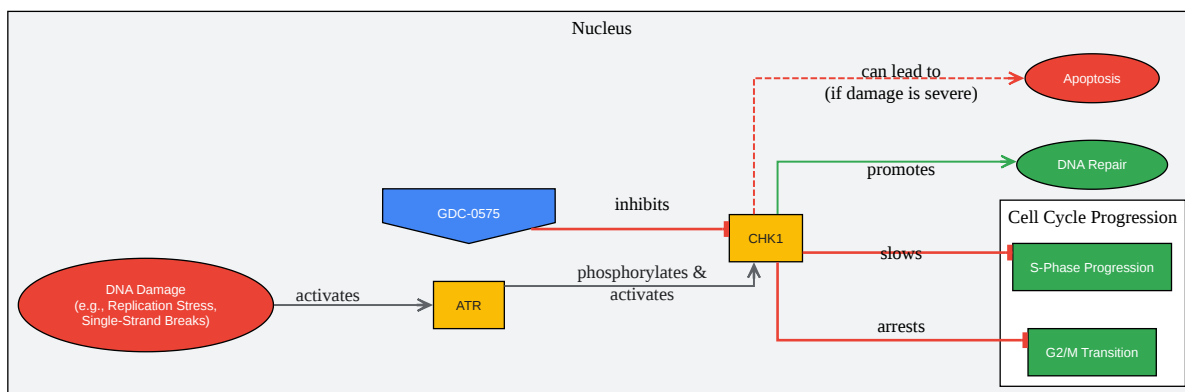 Nucleus
can lead to
(if damage is severe)
Apoptosis
promotes
DNA Repair
GDC-0575
inhibits
CHK1
Cell Cycle Progression
slows
S-Phase Progression
DNA Damage
(e.g., Replication Stress,
Single-Strand Breaks)
activates
ATR
phosphorylates &
activates
arrests
G2/M Transition